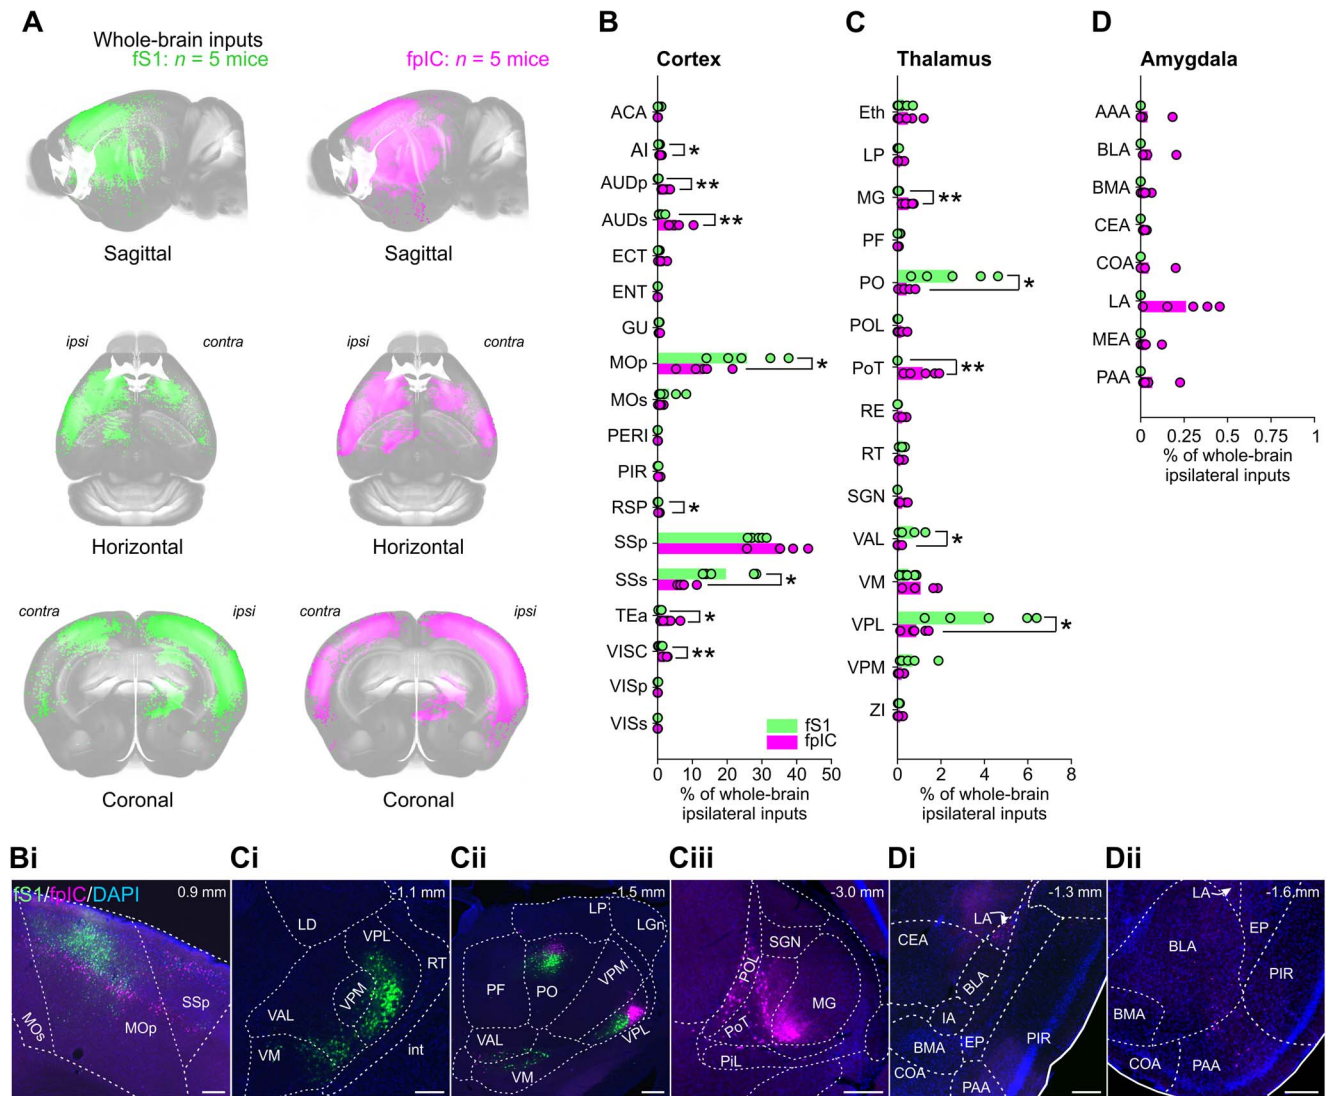 A
Whole-brain inputs
fS1: n = 5 mice
fpIC: n = 5 mice
Sagittal
Sagittal
ipsi
contra
ipsi
contra
Horizontal
Horizontal
contra
ipsi
contra
ipsi
Coronal
Coronal
B
Cortex
ACA
AI
*
AUDp
**
AUDs
**
ECT
ENT
GU
MOp
*
MOs
PERI
PIR
RSP
*
SSp
SSs
*
TEa
*
VISC
**
VISp
VISs
fS1
fpIC
0 10 20 30 40 50
% of whole-brain
ipsilateral inputs
C
Thalamus
Eth
LP
MG
**
PF
PO
*
POL
PoT
**
RE
RT
SGN
VAL
*
VM
VPL
*
VPM
ZI
0 2 4 6 8
% of whole-brain
ipsilateral inputs
D
Amygdala
AAA
BLA
BMA
CEA
COA
LA
MEA
PAA
0 0.25 0.75 1
% of whole-brain
ipsilateral inputs
Bi
fS1/fpIC/DAPI
0.9 mm
MOs
MOp
SSp
Ci
-1.1 mm
LD
VPL
RT
VPM
VAL
VM
int
Cii
-1.5 mm
LP
LGn
PF
PO
VPM
VAL
VPL
VM
Ciii
-3.0 mm
SGN
POL
MG
PoT
PiL
Di
-1.3 mm
LA
CEA
BLA
IA
BMA
EP
PIR
COA
PAA
Dii
-1.6 mm
LA
EP
BLA
PIR
BMA
COA
PAA